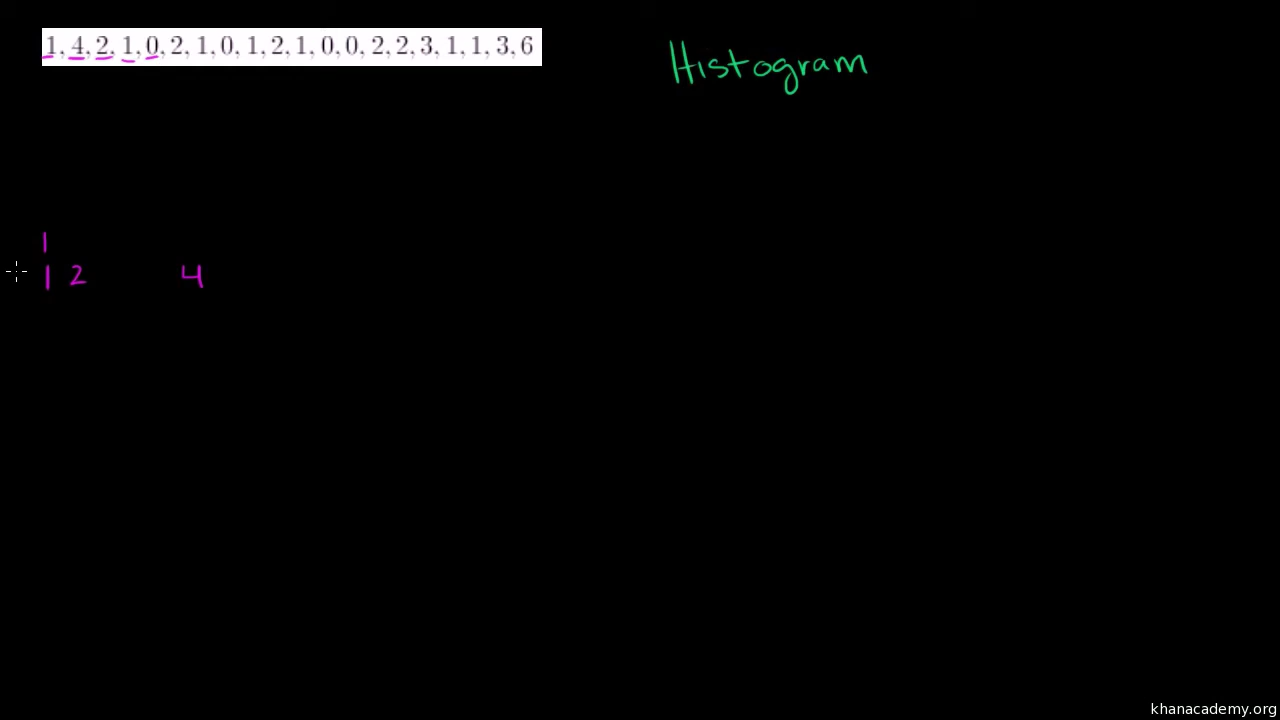 1, 4, 2, 1, 0, 2, 1, 0, 1, 2, 1, 0, 0, 2, 2, 3, 1, 1, 3, 6
Histogram
1
1 2 4
khanacademy.org